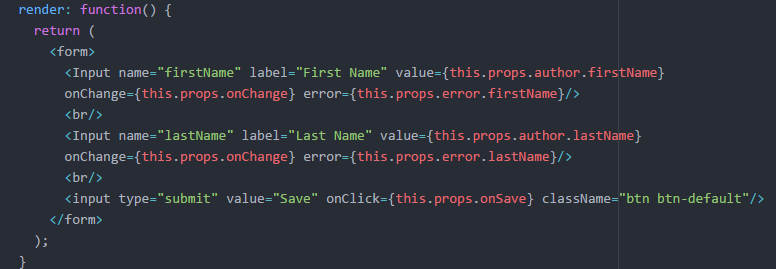 render: function() {
return (
<form>
<Input name="firstName" label="First Name" value={this.props.author.firstName}
onChange={this.props.onChange} error={this.props.error.firstName}/>
<br/>
<Input name="lastName" label="Last Name" value={this.props.author.lastName}
onChange={this.props.onChange} error={this.props.error.lastName}/>
<br/>
<input type="submit" value="Save" onClick={this.props.onSave} className="btn btn-default"/>
</form>
);
}